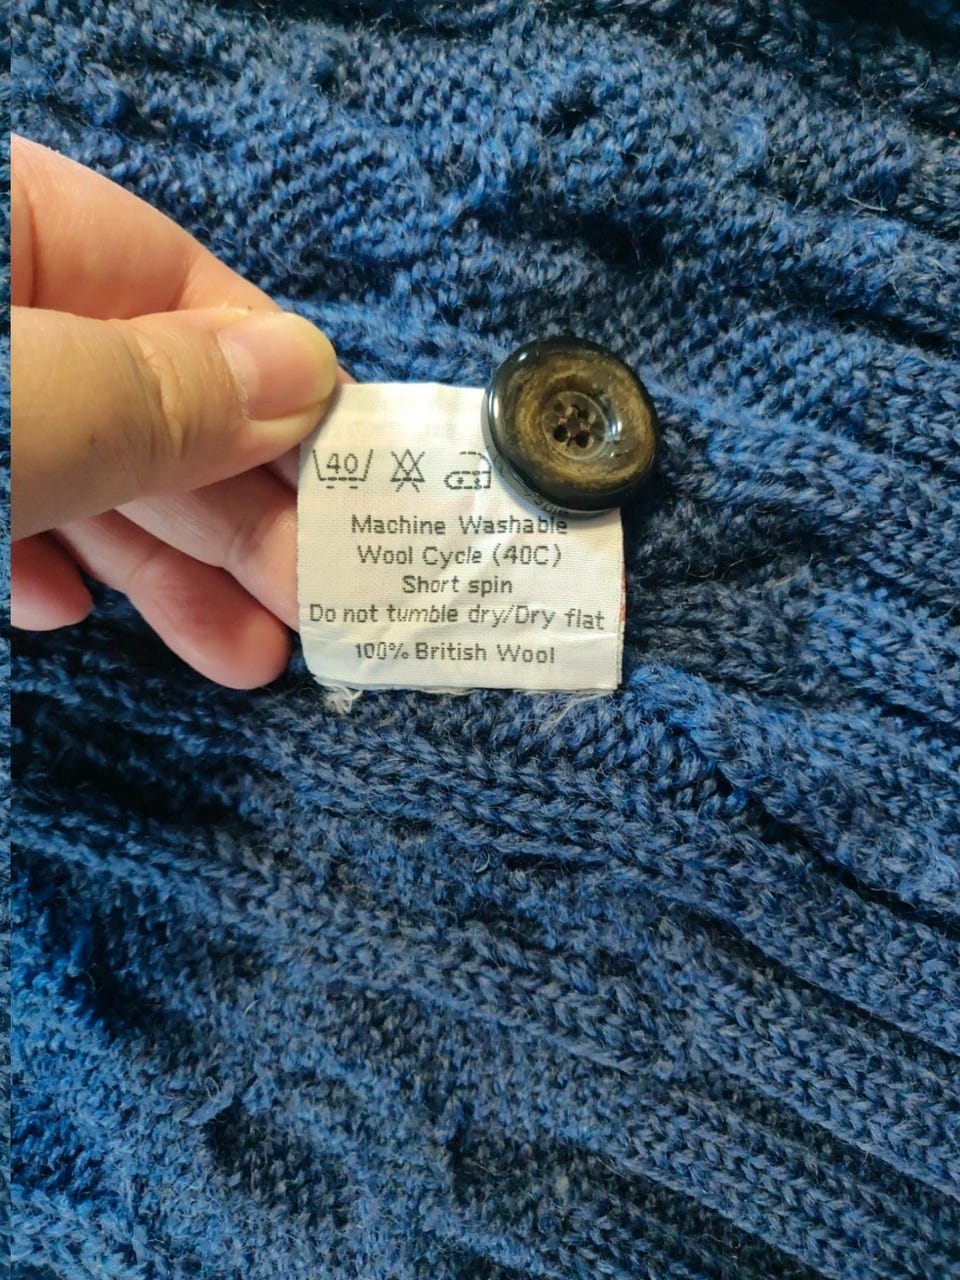 40
Machine Washable
Wool Cycle (40C)
Short spin
Do not tumble dry/Dry flat
100% British Wool